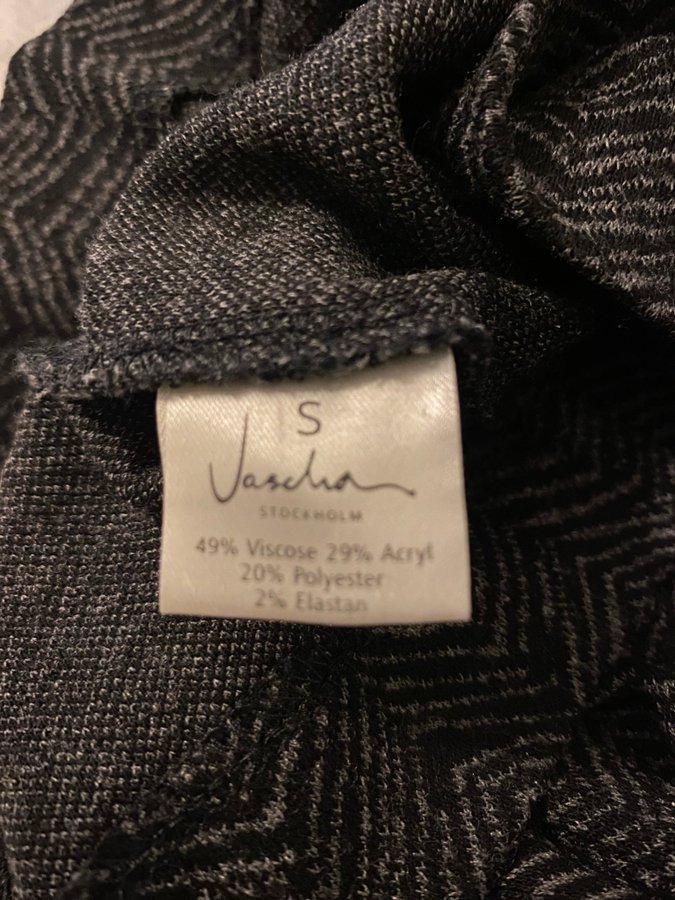 S
Jascha
STOCKHOLM
49% Viscose 29% Acryl
20% Polyester
2% Elastan